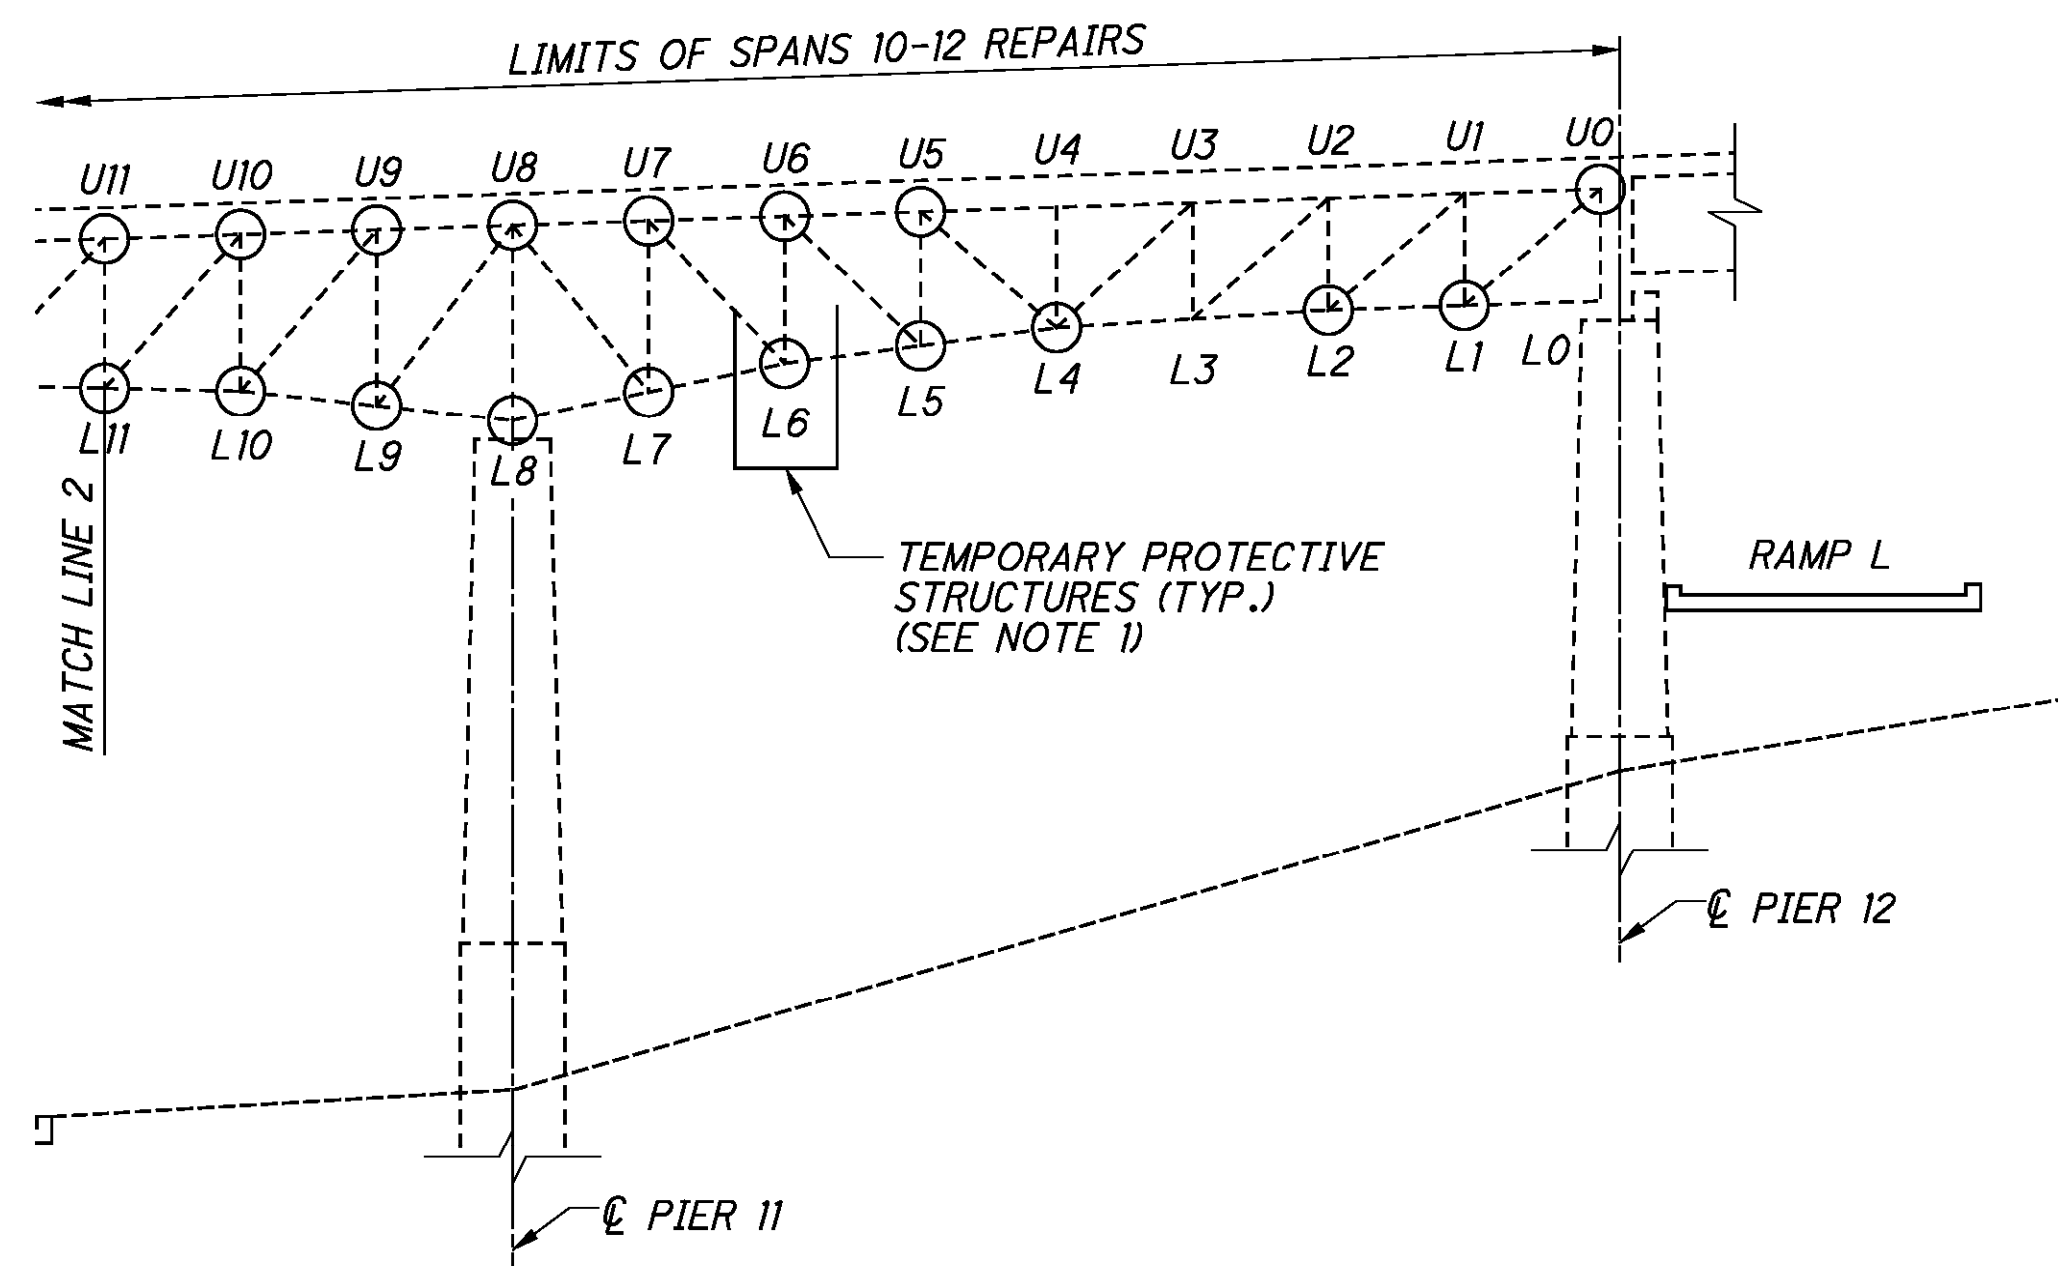 LIMITS OF SPANS 10-12 REPAIRS
U11 U10 U9 U8 U7 U6 U5 U4 U3 U2 U1 U0
L11 L10 L9 L8 L7 L6 L5 L4 L3 L2 L1 L0
MATCH LINE 2
TEMPORARY PROTECTIVE
STRUCTURES (TYP.)
(SEE NOTE 1)
RAMP L
℄ PIER 12
℄ PIER 11